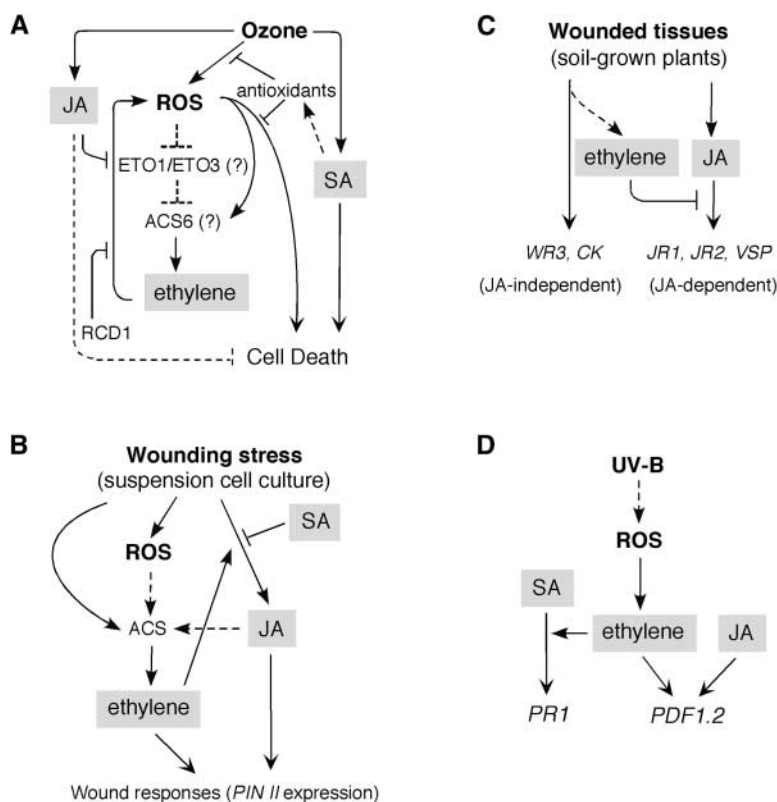 A
Ozone
JA
ROS
antioxidants
ETO1/ETO3 (?)
SA
ACS6 (?)
ethylene
RCD1
Cell Death
B
Wounding stress
(suspension cell culture)
SA
ROS
ACS
JA
ethylene
Wound responses (PIN II expression)
C
Wounded tissues
(soil-grown plants)
ethylene
JA
WR3, CK
JR1, JR2, VSP
(JA-independent)
(JA-dependent)
D
UV-B
ROS
SA
ethylene
JA
PR1
PDF1.2